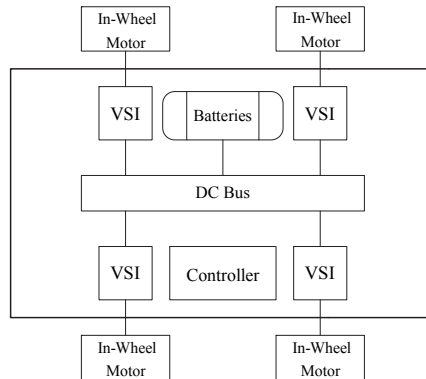 In-Wheel
Motor
In-Wheel
Motor
VSI
Batteries
VSI
DC Bus
VSI
Controller
VSI
In-Wheel
Motor
In-Wheel
Motor